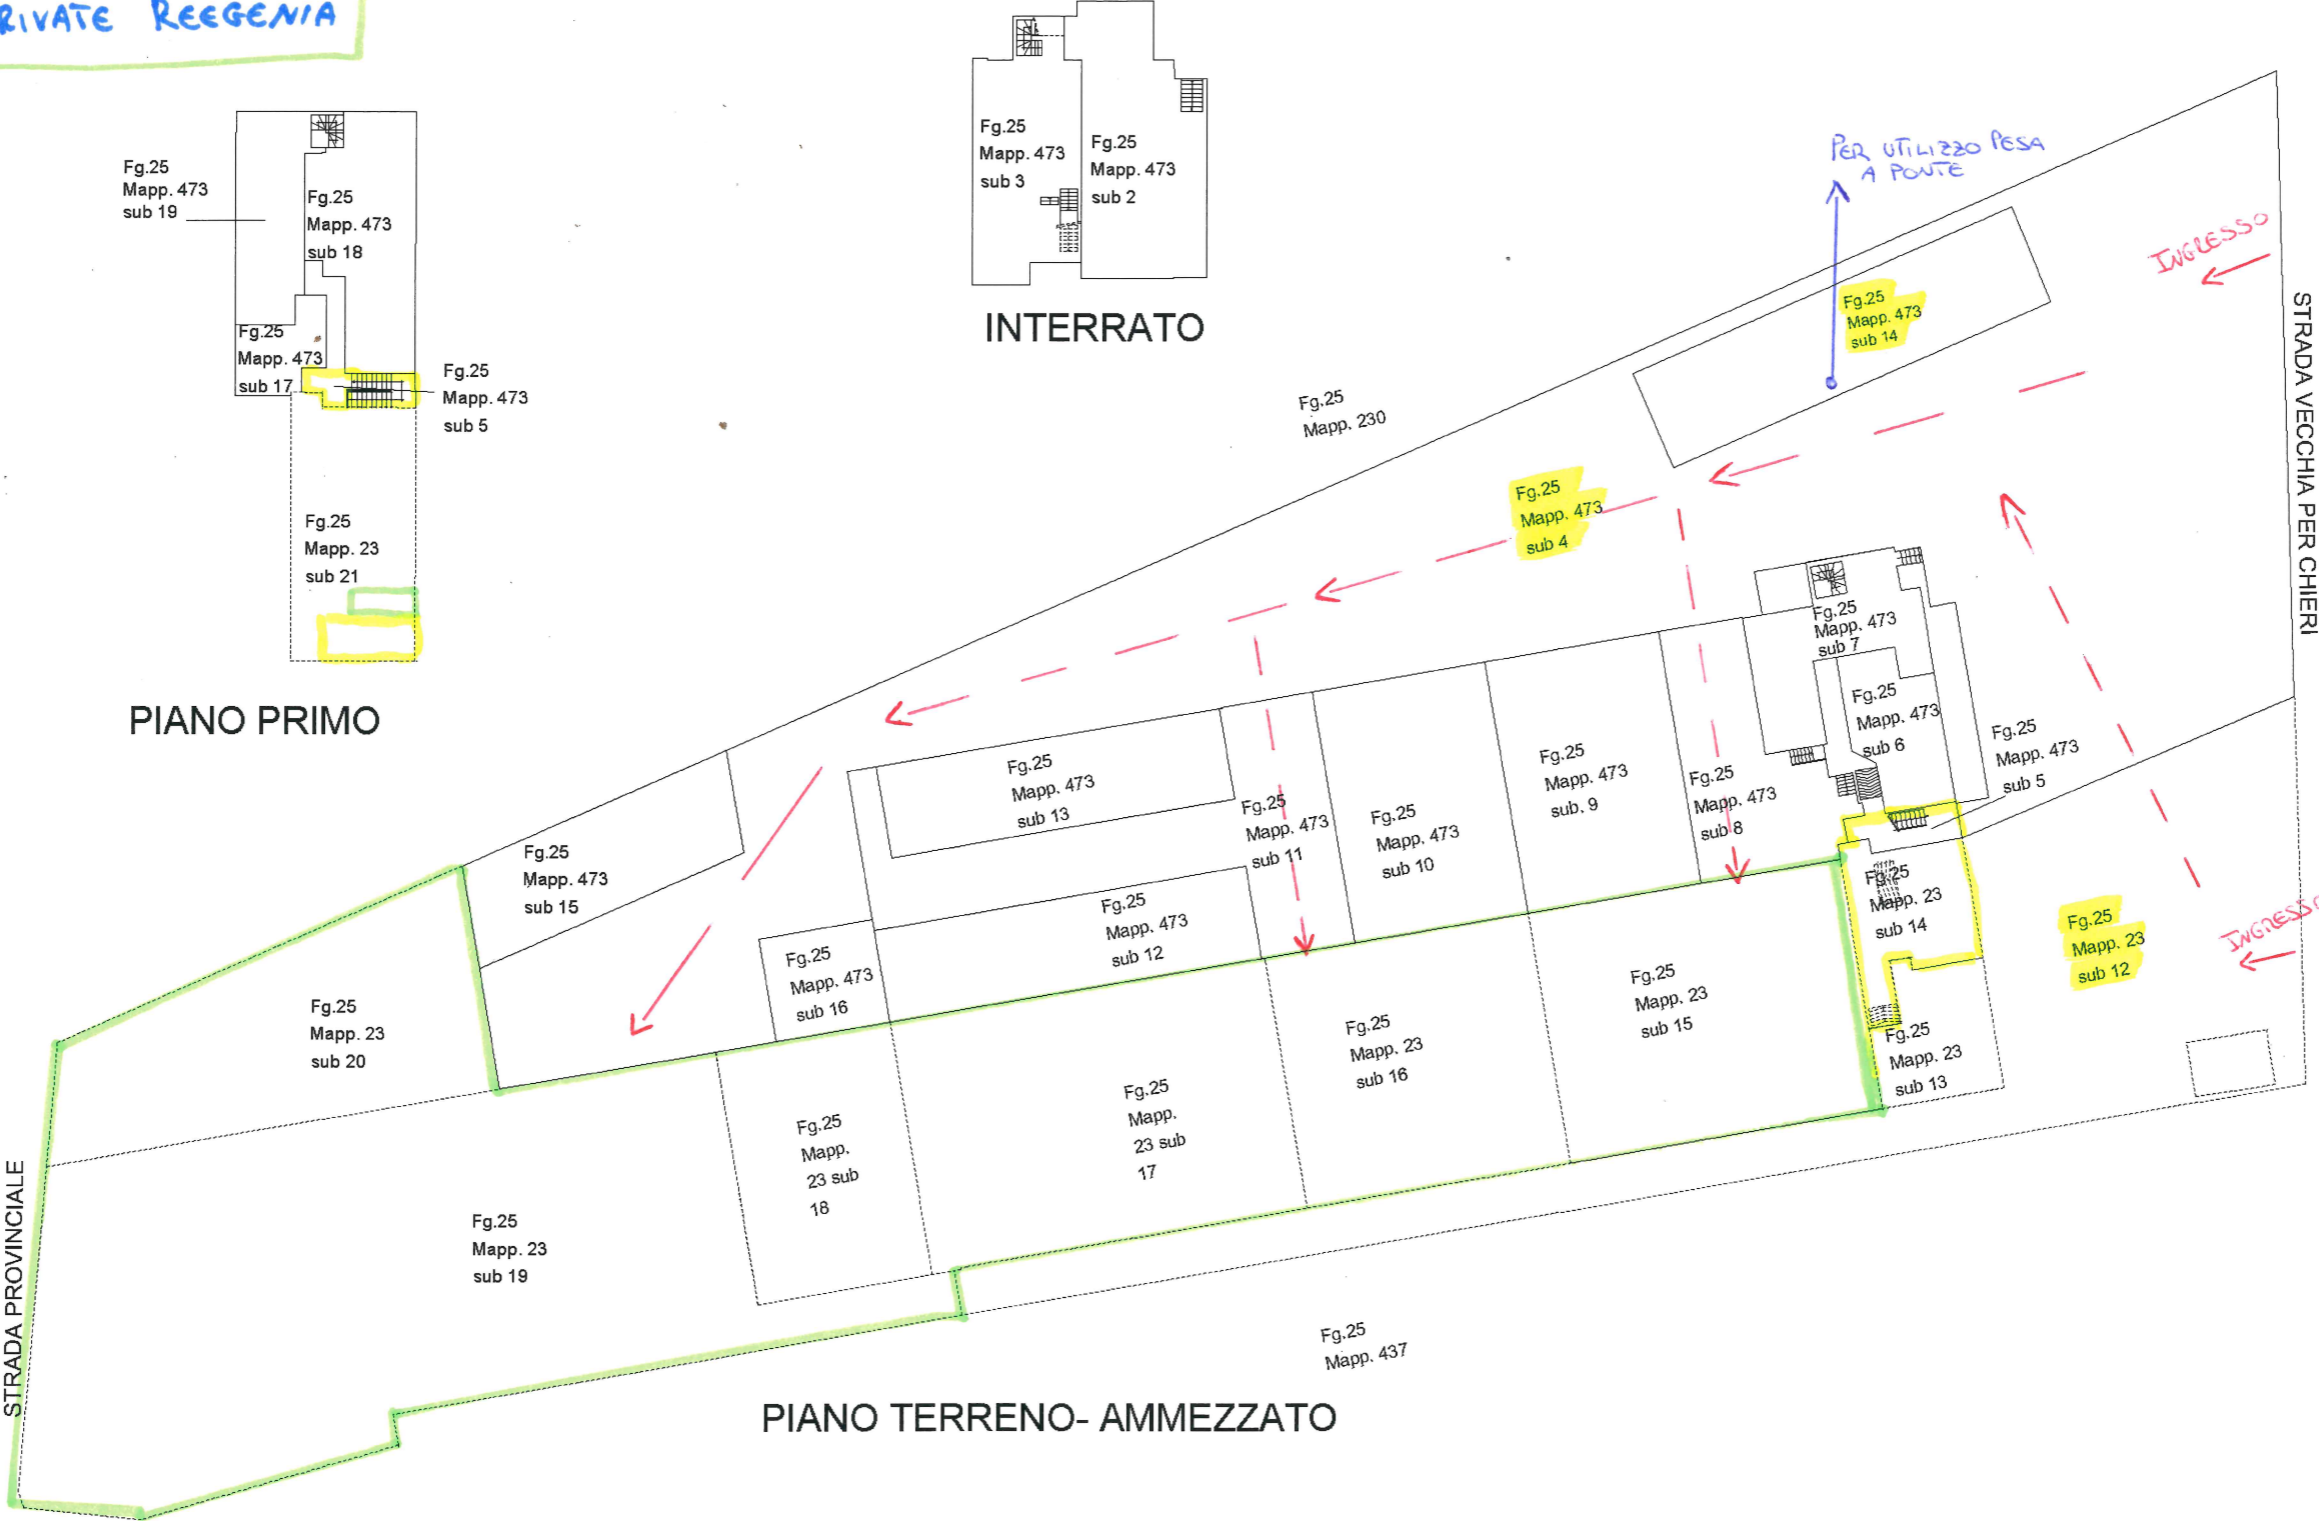 RIVATE REEGENIA
Fg.25
Mapp. 473
sub 19
Fg.25
Mapp. 473
sub 18
Fg.25
Mapp. 473
sub 17
Fg.25
Mapp. 473
sub 5
Fg.25
Mapp. 23
sub 21
PIANO PRIMO
Fg.25
Mapp. 473
sub 3
Fg.25
Mapp. 473
sub 2
INTERRATO
PER UTILIZZO PESA
A PONTE
INGRESSO
STRADA VECCHIA PER CHIERI
Fg.25
Mapp. 473
sub 14
Fg.25
Mapp. 230
Fg.25
Mapp. 473
sub 4
Fg.25
Mapp. 473
sub 7
Fg.25
Mapp. 473
sub 6
Fg.25
Mapp. 473
sub 5
Fg.25
Mapp. 473
sub 13
Fg.25
Mapp. 473
sub 11
Fg.25
Mapp. 473
sub 10
Fg.25
Mapp. 473
sub. 9
Fg.25
Mapp. 473
sub 8
Fg.25
Mapp. 473
sub 15
Fg.25
Mapp. 473
sub 16
Fg.25
Mapp. 473
sub 12
Fg.25
Mapp. 23
sub 14
Fg.25
Mapp. 23
sub 12
INGRESSO
Fg.25
Mapp. 23
sub 20
Fg.25
Mapp. 23
sub 16
Fg.25
Mapp. 23
sub 15
Fg.25
Mapp. 23
sub 13
Fg.25
Mapp.
23 sub
18
Fg.25
Mapp.
23 sub
17
Fg.25
Mapp. 23
sub 19
STRADA PROVINCIALE
Fg.25
Mapp. 437
PIANO TERRENO- AMMEZZATO